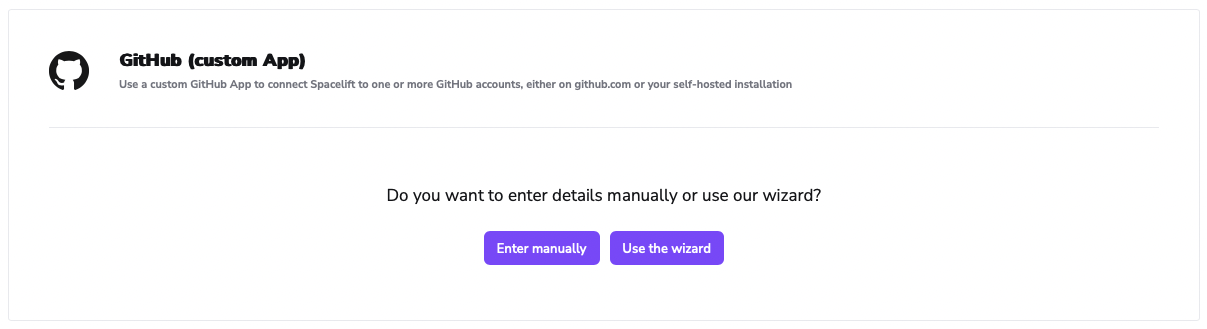 GitHub (custom App)
Use a custom GitHub App to connect Spacelift to one or more GitHub accounts, either on github.com or your self-hosted installation
Do you want to enter details manually or use our wizard?
Enter manually
Use the wizard